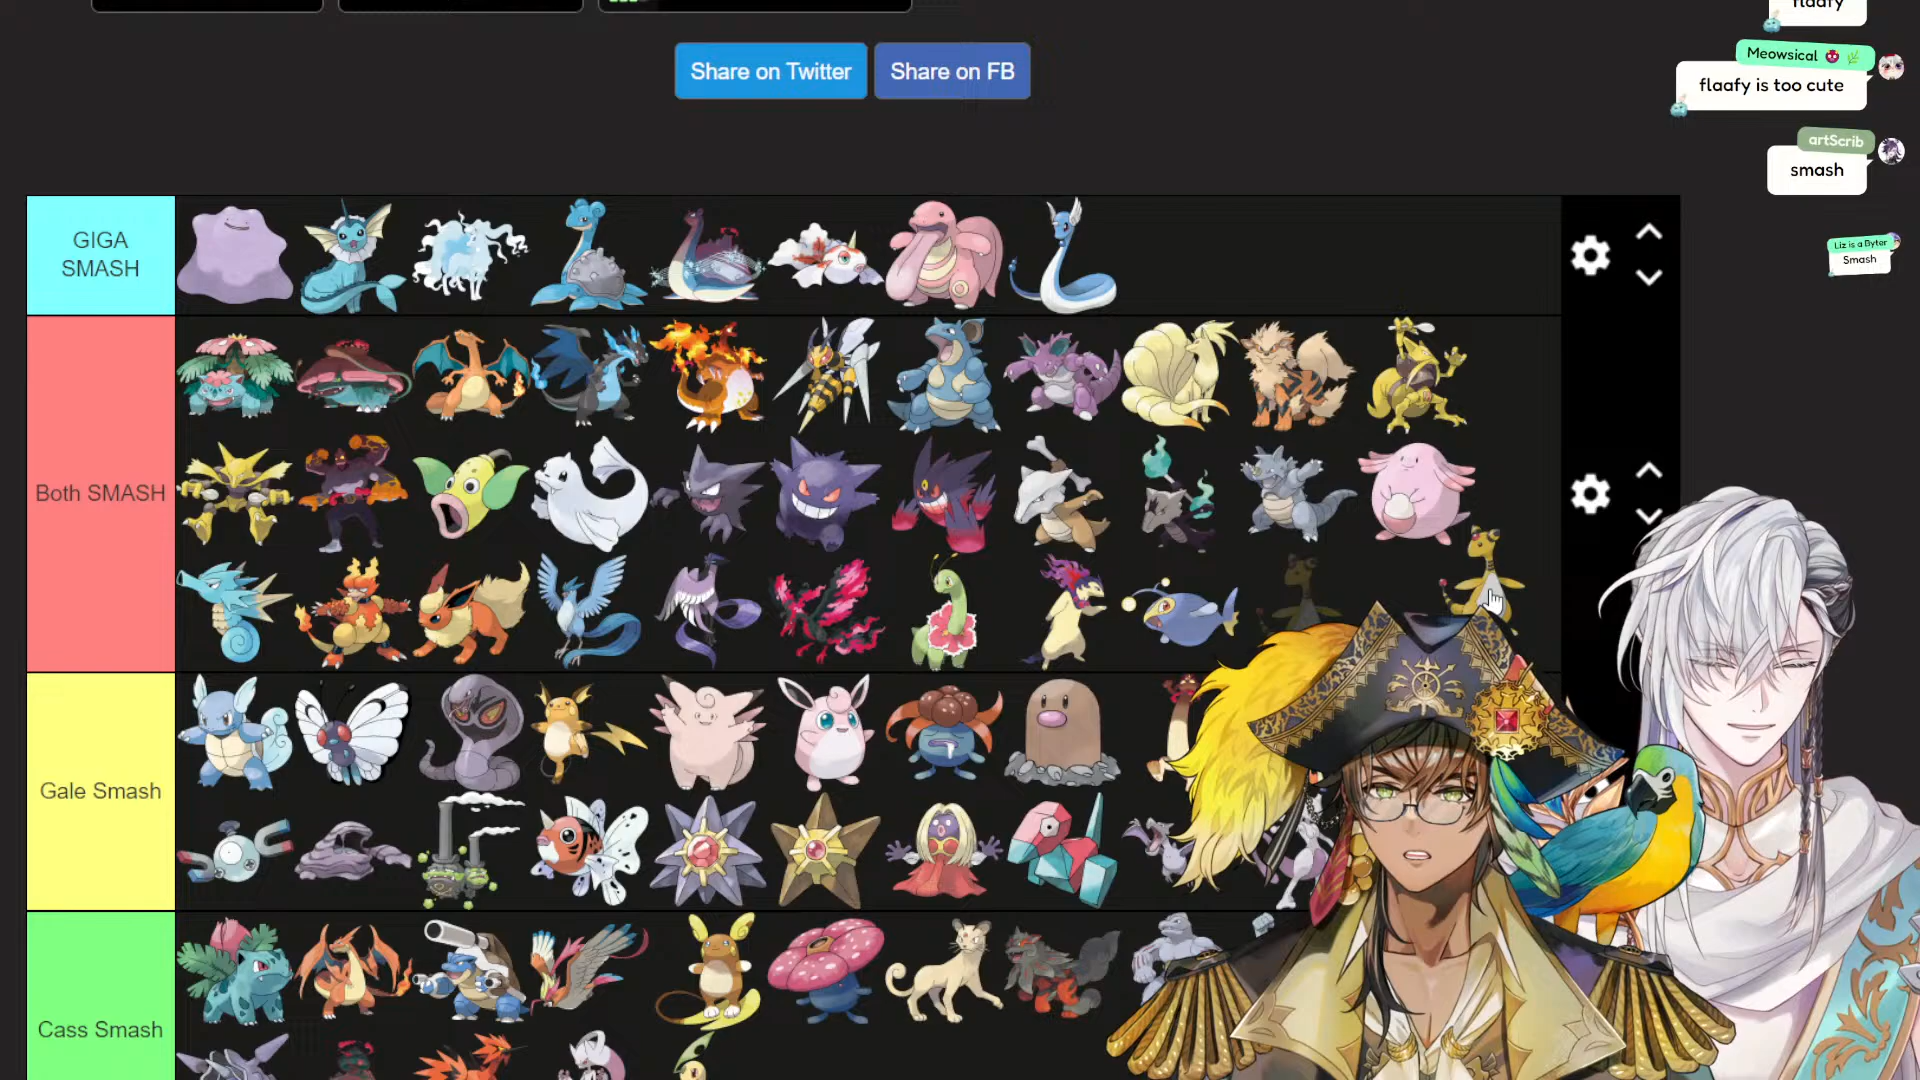 flaafy
Share on Twitter
Share on FB
Meowsical
flaafy is too cute
artScrib
smash
Liz is a Byter
Smash
GIGA
SMASH
Both SMASH
Gale Smash
Cass Smash